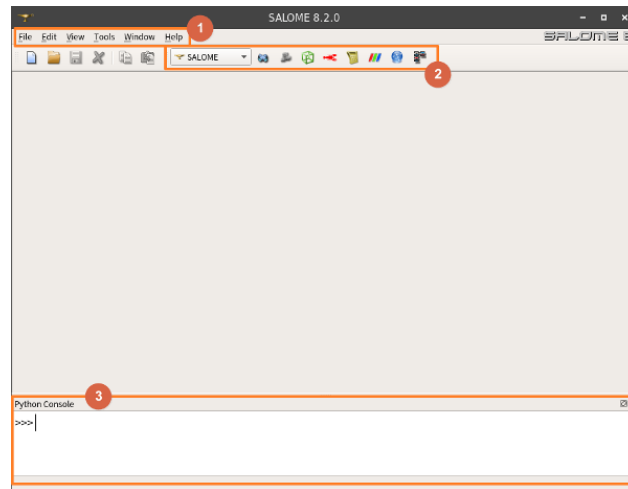 SALOME 8.2.0
File Edit View Tools Window Help
1
SALOME
SALOME
2
Python Console
3
>>>